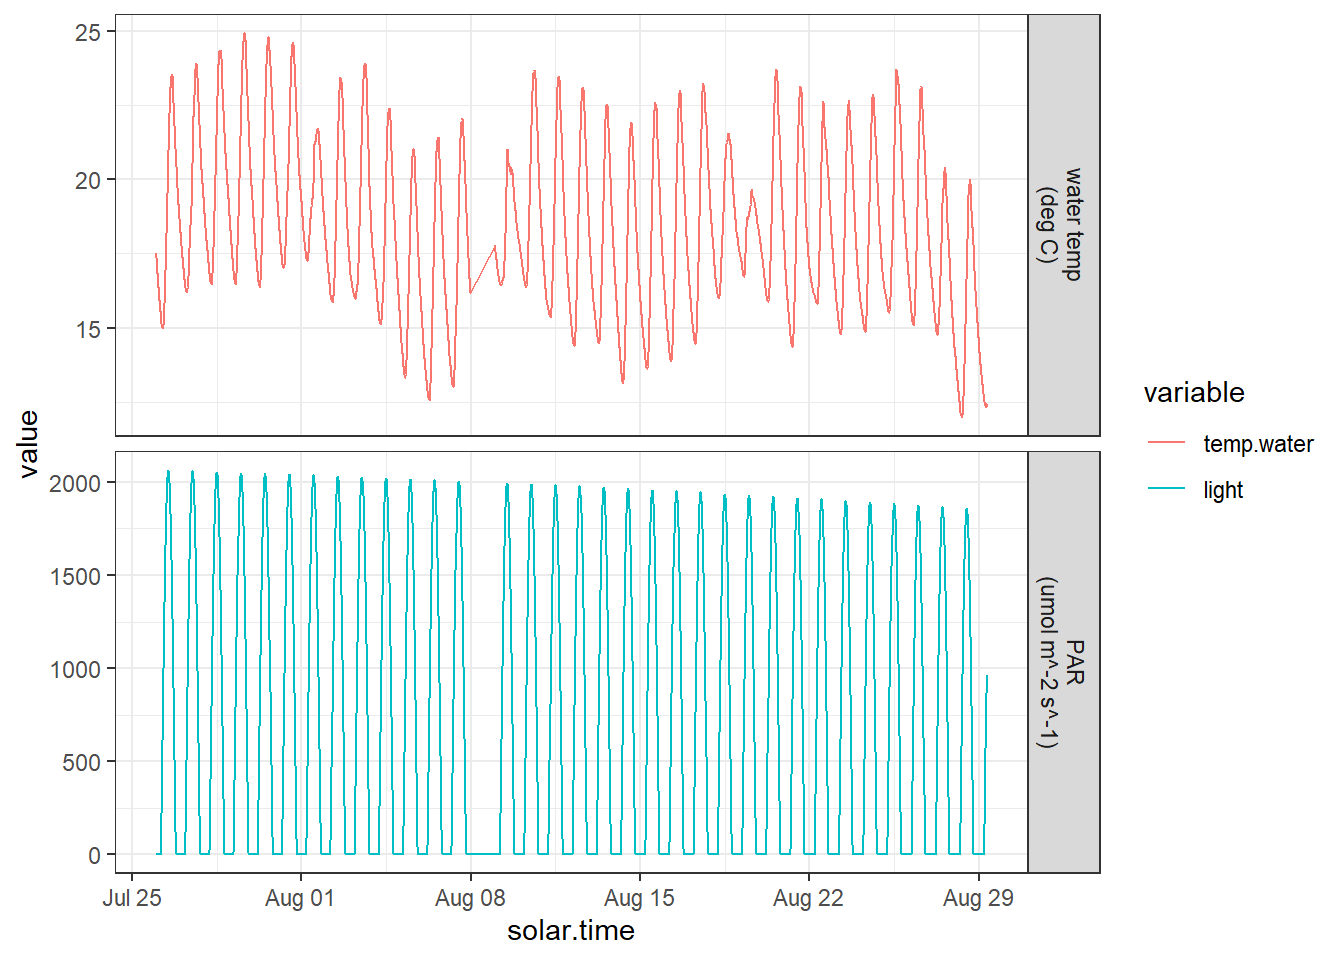 25
20
15
water temp
(deg C)
value
2000
1500
1000
500
0
PAR
(umol m^-2 s^-1)
Jul 25
Aug 01
Aug 08
Aug 15
Aug 22
Aug 29
solar.time
variable
temp.water
light